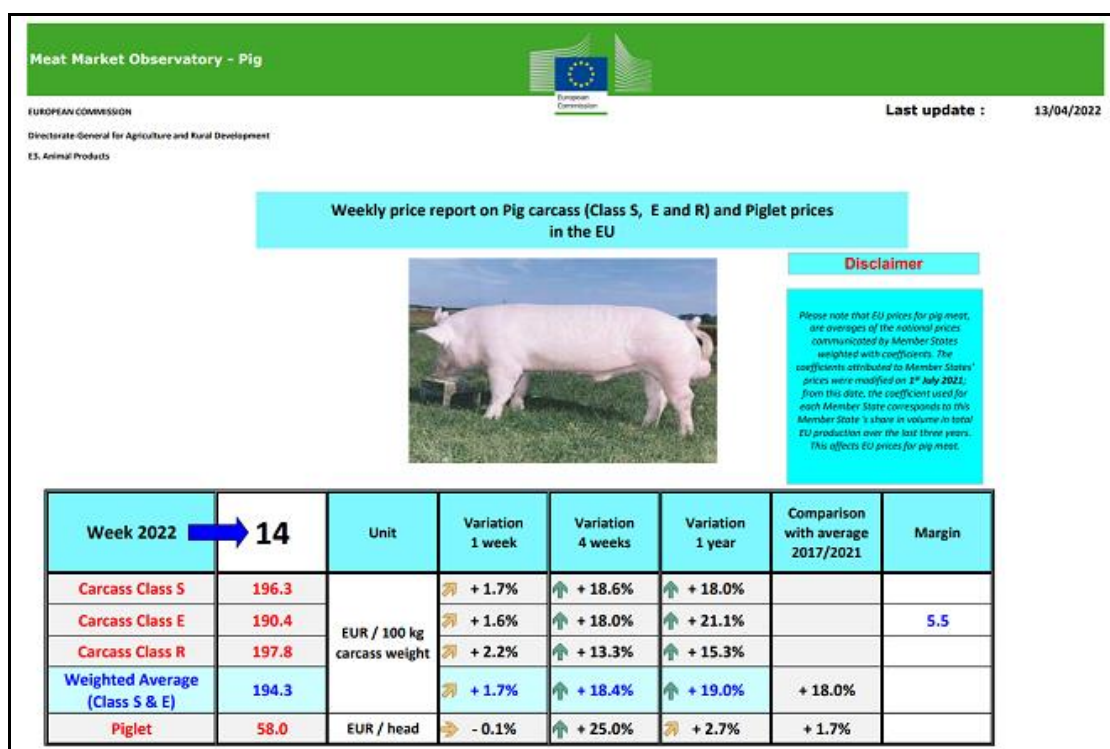 Meat Market Observatory - Pig
European
Commission
EUROPEAN COMMISSION
Directorate-General for Agriculture and Rural Development
E3. Animal Products
Last update : 13/04/2022
Weekly price report on Pig carcass (Class S, E and R) and Piglet prices
in the EU
Disclaimer
Please note that EU prices for pig meat,
are averages of the national prices
communicated by Member States
weighted with coefficients. The
coefficients attributed to Member States'
prices were modified on 1st July 2021;
from this date, the coefficient used for
each Member State corresponds to this
Member State 's share in volume in total
EU production over the last three years.
This affects EU prices for pig meat.
Week 2022 14 Unit Variation 1 week Variation 4 weeks Variation 1 year Comparison with average 2017/2021 Margin
Carcass Class S 196.3 EUR / 100 kg carcass weight + 1.7% + 18.6% + 18.0%
Carcass Class E 190.4 + 1.6% + 18.0% + 21.1% 5.5
Carcass Class R 197.8 + 2.2% + 13.3% + 15.3%
Weighted Average (Class S & E) 194.3 + 1.7% + 18.4% + 19.0% + 18.0%
Piglet 58.0 EUR / head - 0.1% + 25.0% + 2.7% + 1.7%